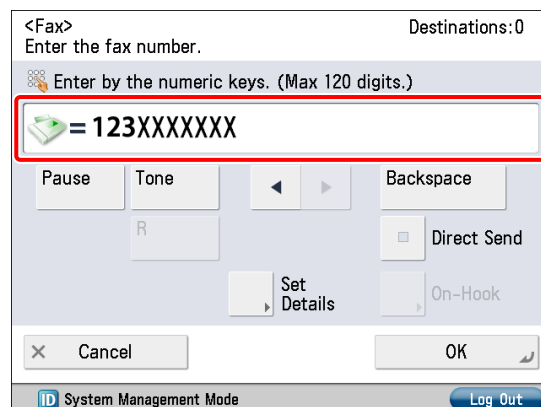 <Fax> Destinations:0
Enter the fax number.
Enter by the numeric keys. (Max 120 digits.)
= 123XXXXXXX
Pause Tone Backspace
R Direct Send
Set
Details On-Hook
Cancel OK
ID System Management Mode Log Out